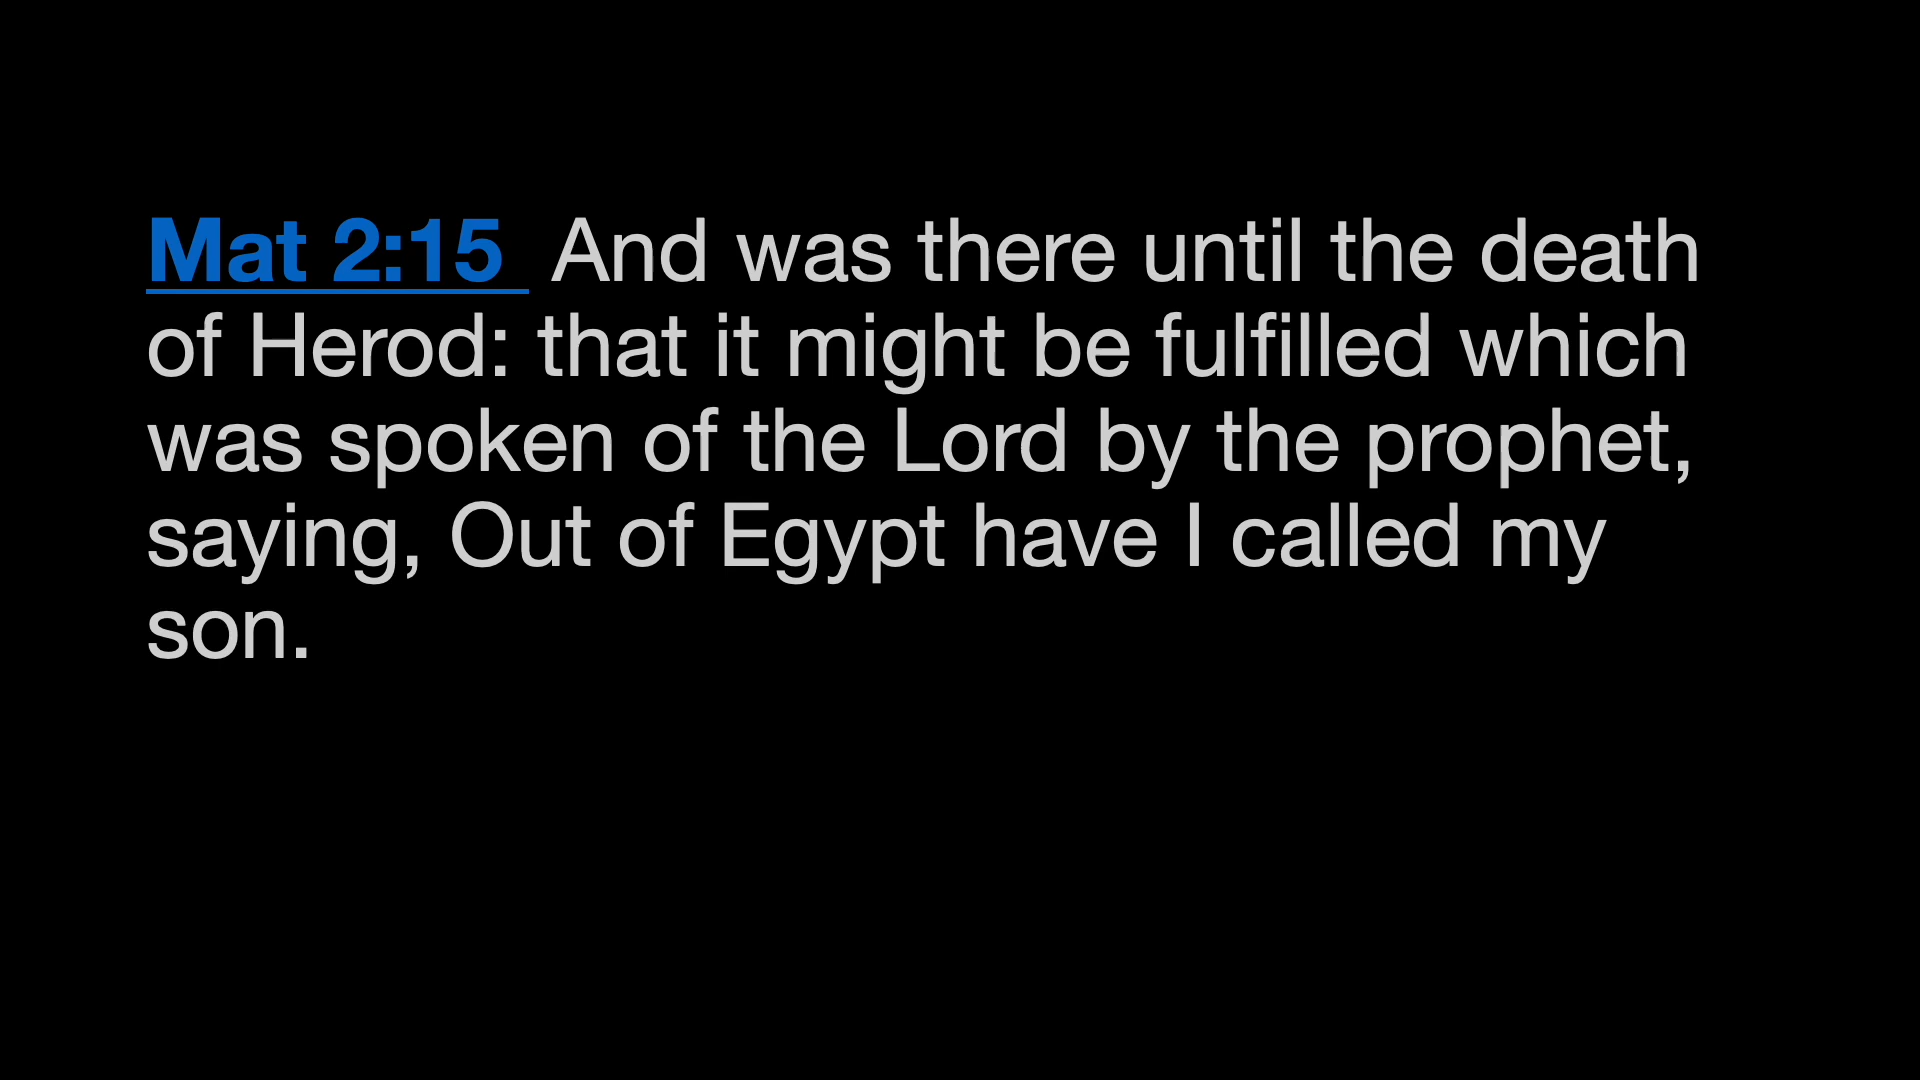 Mat 2:15  And was there until the death
of Herod: that it might be fulfilled which
was spoken of the Lord by the prophet,
saying, Out of Egypt have I called my
son.